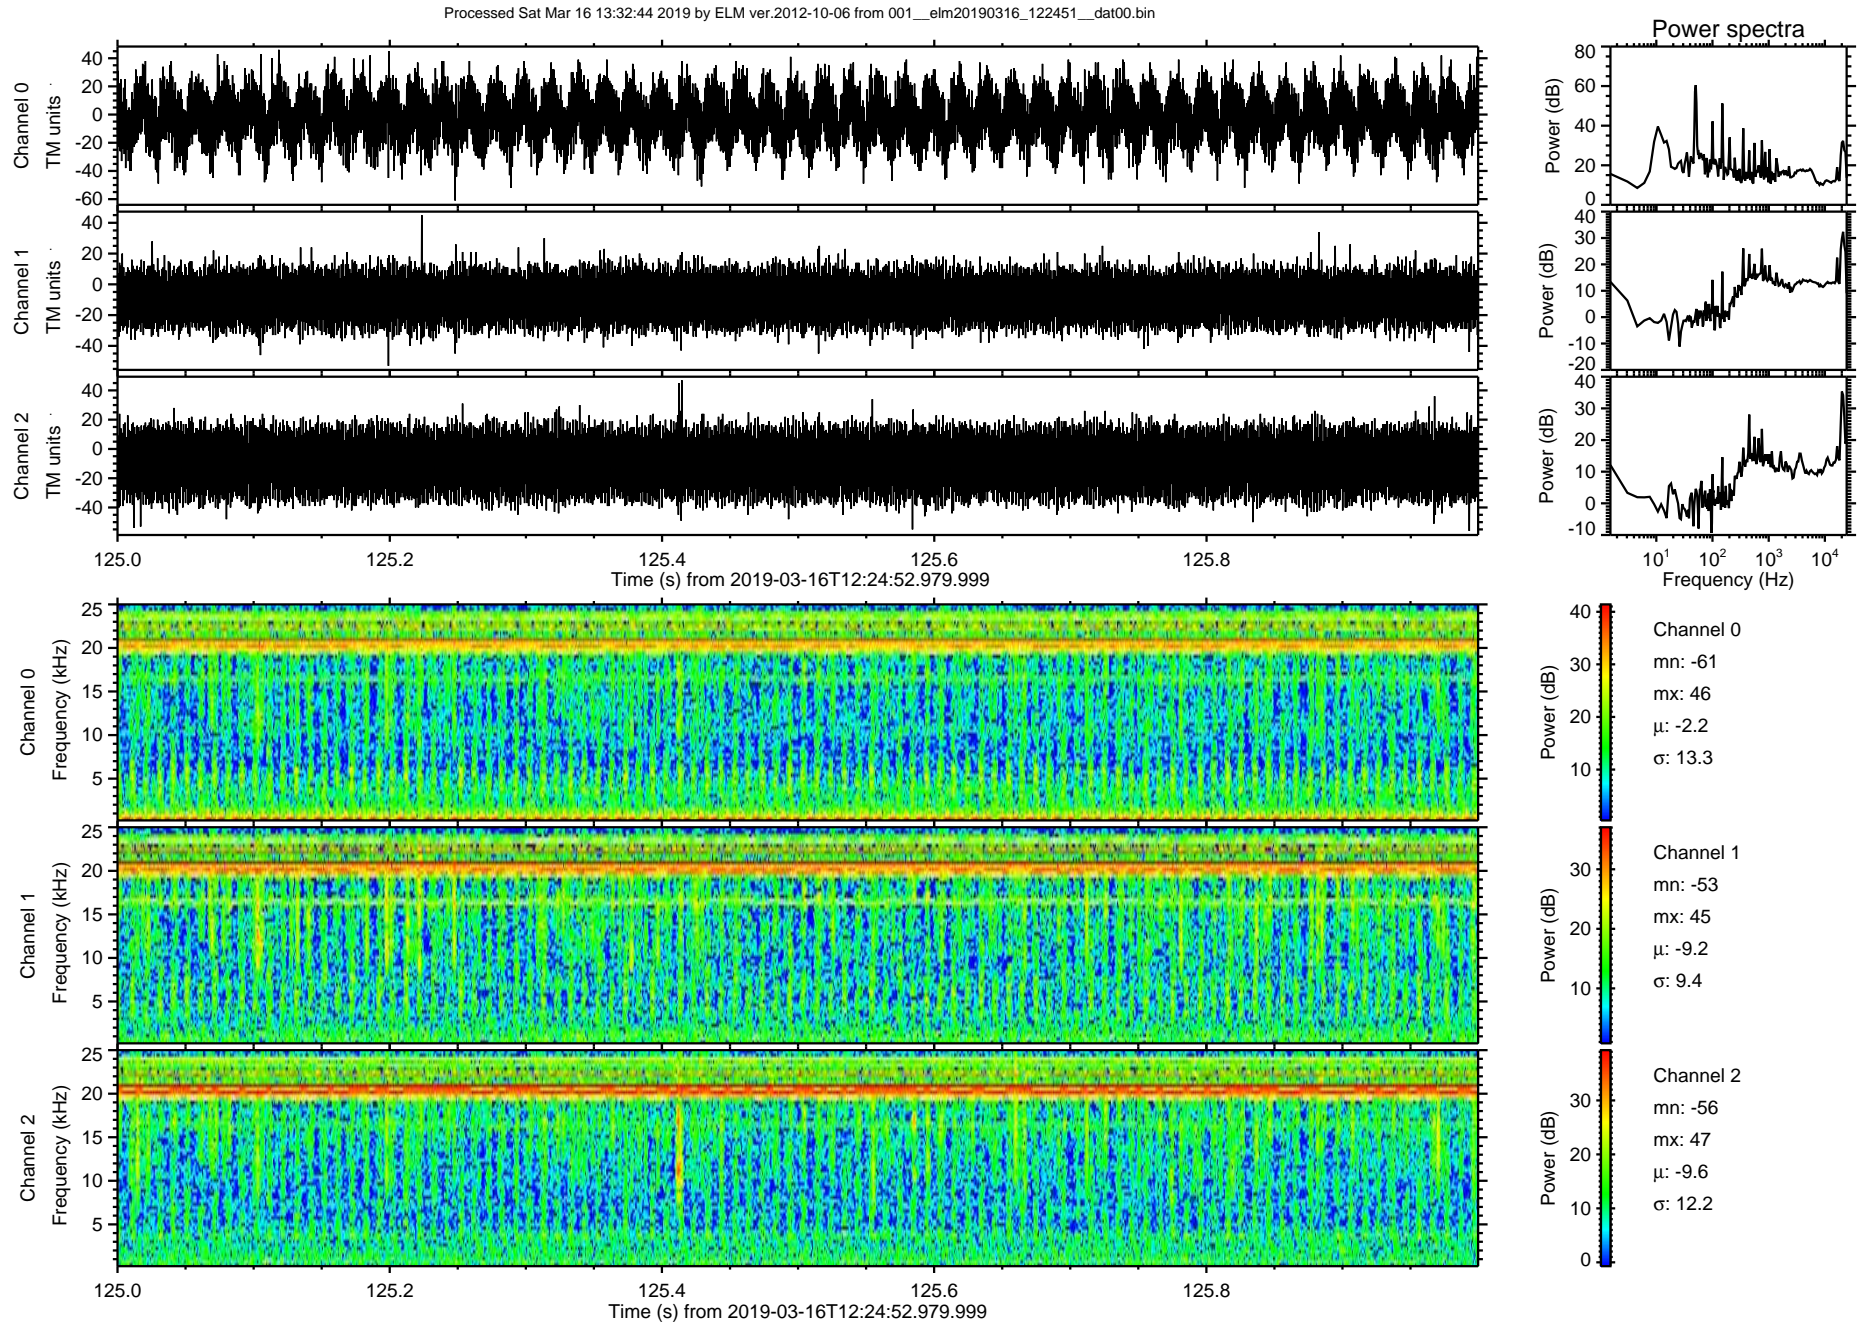 Processed Sat Mar 16 13:32:44 2019 by ELM ver.2012-10-06 from 001__elm20190316_122451__dat00.bin
Power spectra
Channel 0
TM units
40
20
0
-20
-40
-60
Power (dB)
80
60
40
20
0
Channel 1
TM units
40
20
0
-20
-40
Power (dB)
40
30
20
10
0
-10
-20
Channel 2
TM units
40
20
0
-20
-40
Power (dB)
40
30
20
10
0
-10
125.0 125.2 125.4 125.6 125.8
Time (s) from 2019-03-16T12:24:52.979.999
10^1 10^2 10^3 10^4
Frequency (Hz)
Channel 0
Frequency (kHz)
25
20
15
10
5
Power (dB)
40
30
20
10
Channel 0
mn: -61
mx: 46
μ: -2.2
σ: 13.3
Channel 1
Frequency (kHz)
25
20
15
10
5
Power (dB)
30
20
10
Channel 1
mn: -53
mx: 45
μ: -9.2
σ: 9.4
Channel 2
Frequency (kHz)
25
20
15
10
5
Power (dB)
30
20
10
0
Channel 2
mn: -56
mx: 47
μ: -9.6
σ: 12.2
125.0 125.2 125.4 125.6 125.8
Time (s) from 2019-03-16T12:24:52.979.999